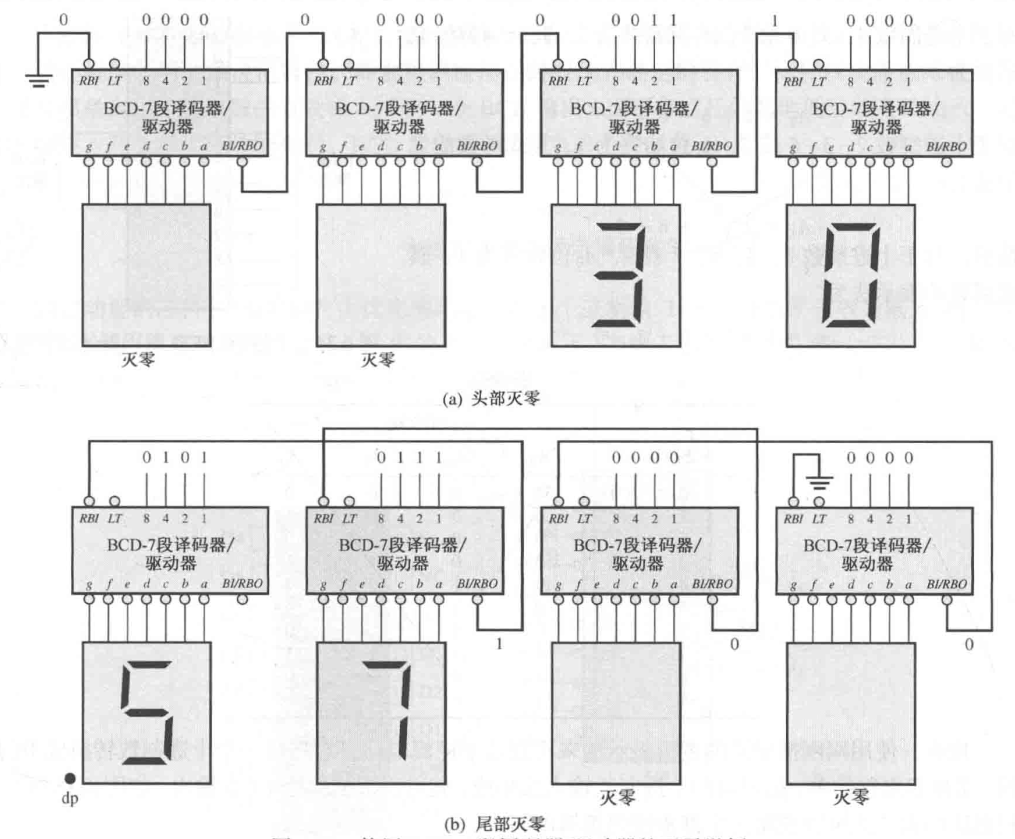 0 0 0 0 0 0 0 0 0 0 0 0 0 1 1 1 0 0 0 0
RBI LT 8 4 2 1 RBI LT 8 4 2 1 RBI LT 8 4 2 1 RBI LT 8 4 2 1
BCD-7段译码器/ BCD-7段译码器/ BCD-7段译码器/ BCD-7段译码器/
驱动器 驱动器 驱动器 驱动器
g f e d c b a BI/RBO g f e d c b a BI/RBO g f e d c b a BI/RBO g f e d c b a BI/RBO
3 0
灭零 灭零
(a) 头部灭零
0 1 0 1 0 1 1 1 0 0 0 0 0 0 0 0
RBI LT 8 4 2 1 RBI LT 8 4 2 1 RBI LT 8 4 2 1 RBI LT 8 4 2 1
BCD-7段译码器/ BCD-7段译码器/ BCD-7段译码器/ BCD-7段译码器/
驱动器 驱动器 驱动器 驱动器
g f e d c b a BI/RBO g f e d c b a BI/RBO g f e d c b a BI/RBO g f e d c b a BI/RBO
1 0 0
5 7
dp 灭零 灭零
(b) 尾部灭零